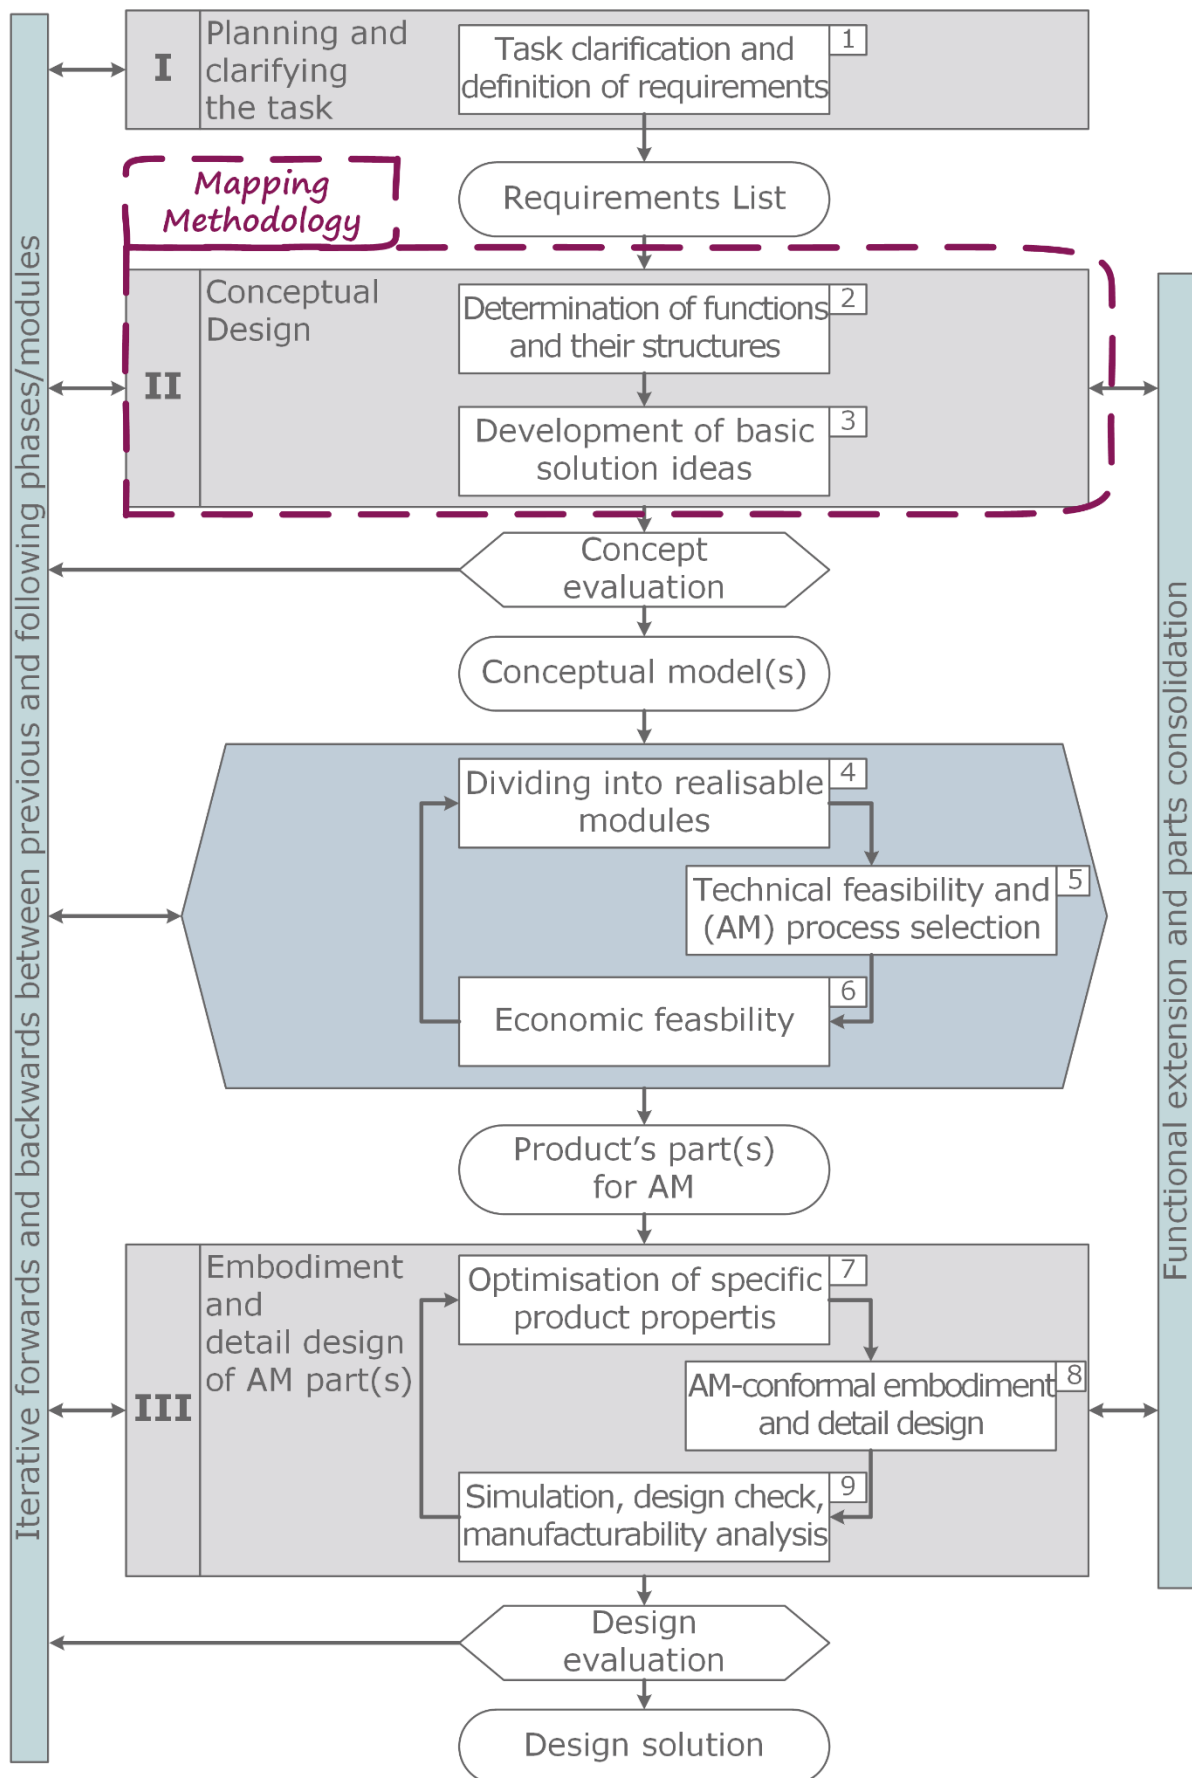 Planning and
clarifying
the task
I
Task clarification and
definition of requirements
1
Requirements List
Mapping
Methodology
Conceptual
Design
II
Determination of functions
and their structures
2
Development of basic
solution ideas
3
Concept
evaluation
Conceptual model(s)
Dividing into realisable
modules
4
Technical feasibility and
(AM) process selection
5
Economic feasbility
6
Product's part(s)
for AM
Embodiment
and
detail design
of AM part(s)
III
Optimisation of specific
product propertis
7
AM-conformal embodiment
and detail design
8
Simulation, design check,
manufacturability analysis
9
Design
evaluation
Design solution
Iterative forwards and backwards between previous and following phases/modules
Functional extension and parts consolidation